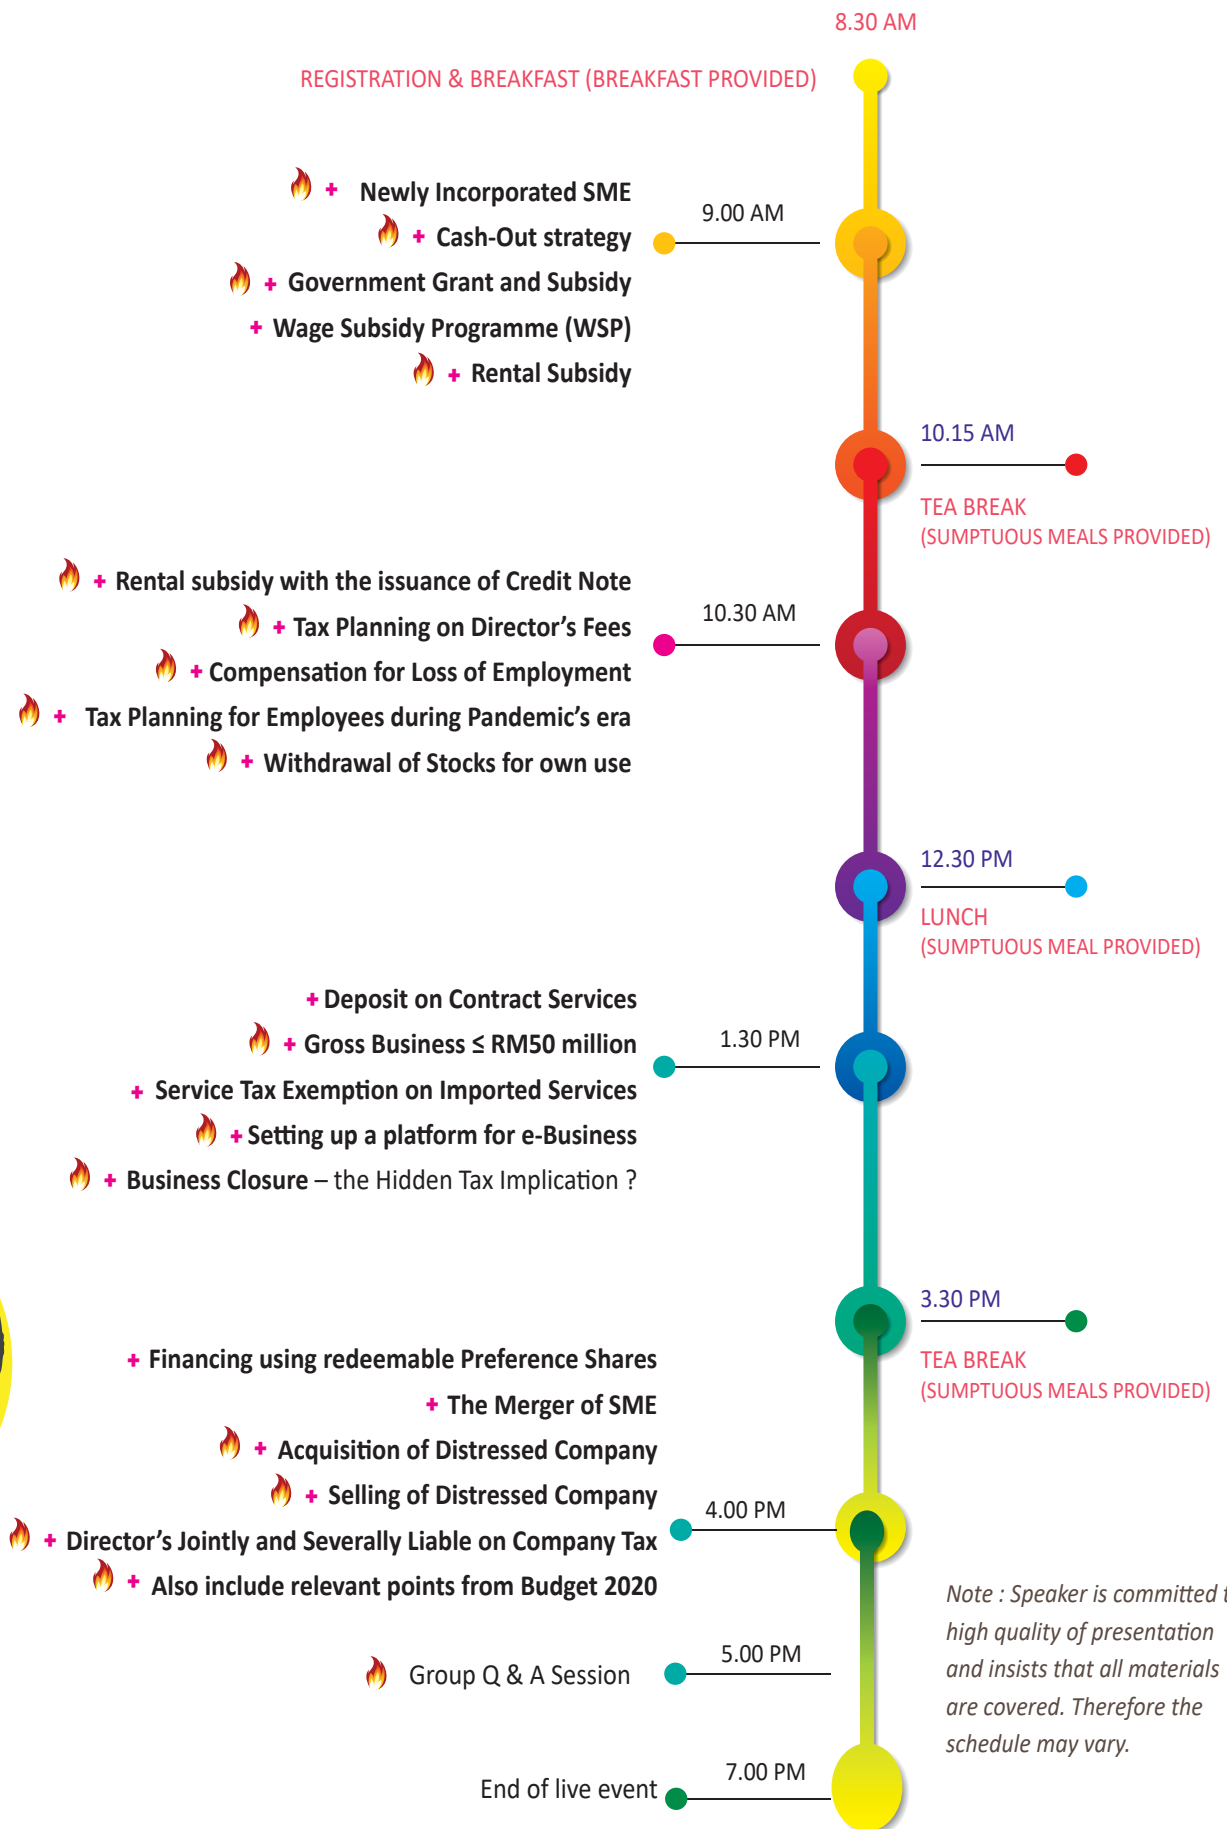 8.30 AM
REGISTRATION & BREAKFAST (BREAKFAST PROVIDED)
+ Newly Incorporated SME
9.00 AM
+ Cash-Out strategy
+ Government Grant and Subsidy
+ Wage Subsidy Programme (WSP)
+ Rental Subsidy
10.15 AM
TEA BREAK
(SUMPTUOUS MEALS PROVIDED)
+ Rental subsidy with the issuance of Credit Note
10.30 AM
+ Tax Planning on Director’s Fees
+ Compensation for Loss of Employment
+ Tax Planning for Employees during Pandemic’s era
+ Withdrawal of Stocks for own use
12.30 PM
LUNCH
(SUMPTUOUS MEAL PROVIDED)
+ Deposit on Contract Services
1.30 PM
+ Gross Business ≤ RM50 million
+ Service Tax Exemption on Imported Services
+ Setting up a platform for e-Business
+ Business Closure – the Hidden Tax Implication ?
3.30 PM
TEA BREAK
(SUMPTUOUS MEALS PROVIDED)
+ Financing using redeemable Preference Shares
+ The Merger of SME
+ Acquisition of Distressed Company
+ Selling of Distressed Company
4.00 PM
+ Director’s Jointly and Severally Liable on Company Tax
+ Also include relevant points from Budget 2020
Note : Speaker is committed
high quality of presentation
and insists that all materials
are covered. Therefore the
schedule may vary.
5.00 PM
Group Q & A Session
7.00 PM
End of live event